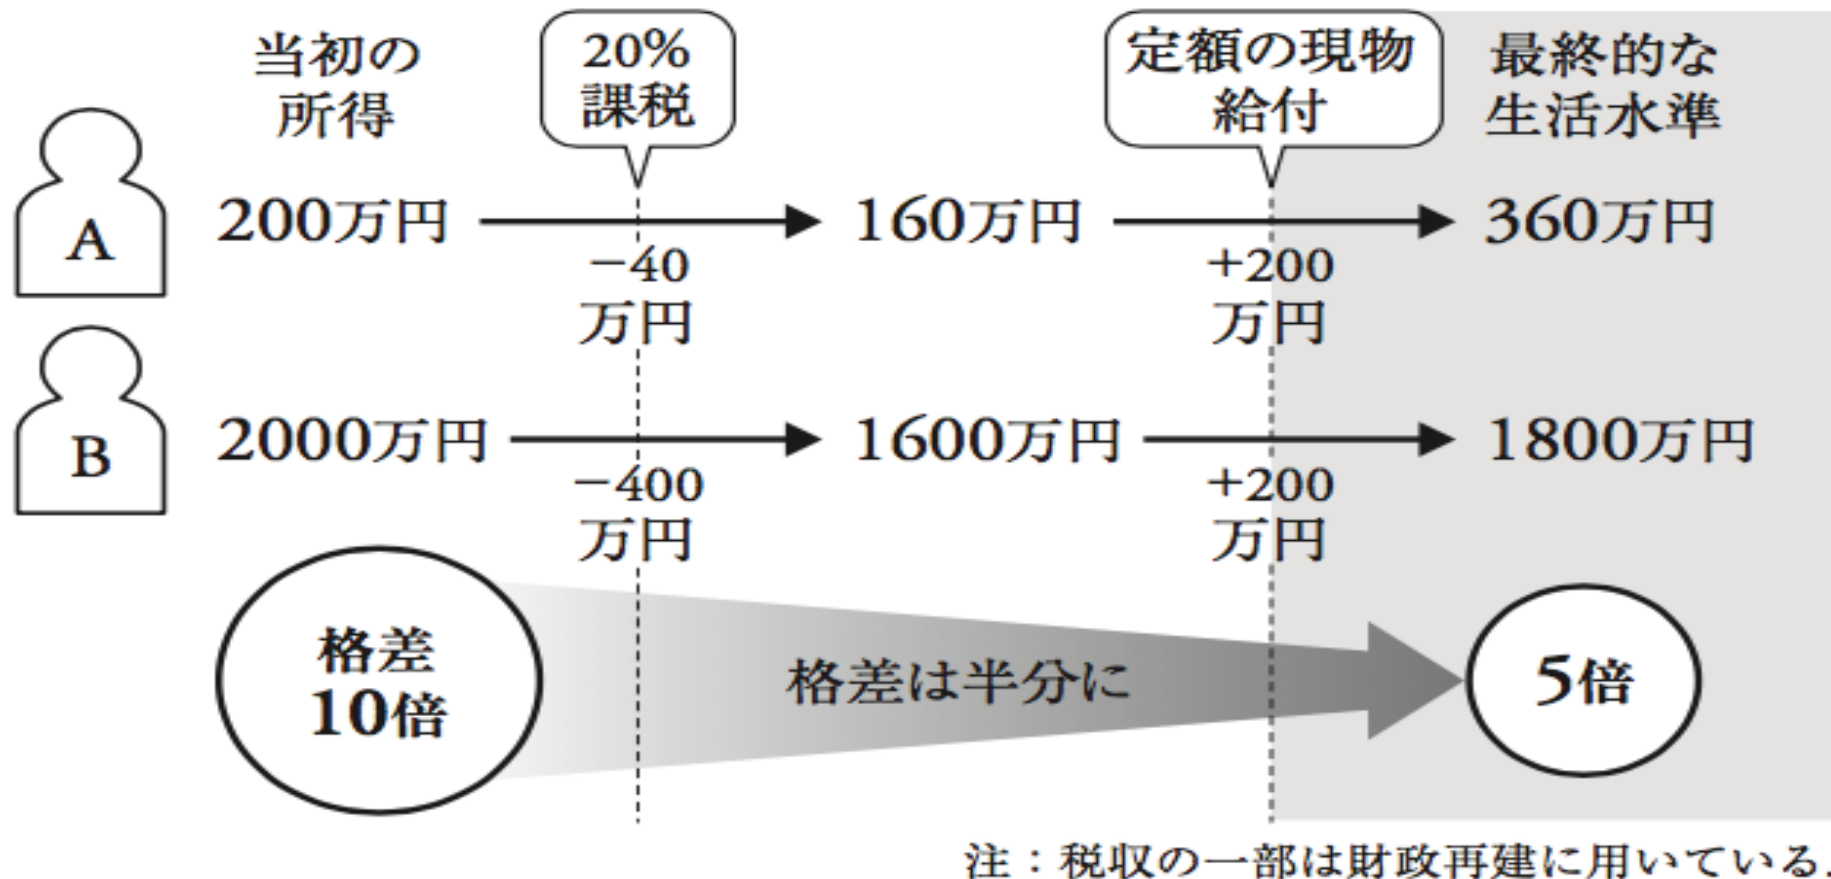 当初の
所得
20%
課税
定額の現物
給付
最終的な
生活水準
A
200万円
−40
万円
160万円
+200
万円
360万円
B
2000万円
−400
万円
1600万円
+200
万円
1800万円
格差
10倍
格差は半分に
5倍
注：税収の一部は財政再建に用いている.